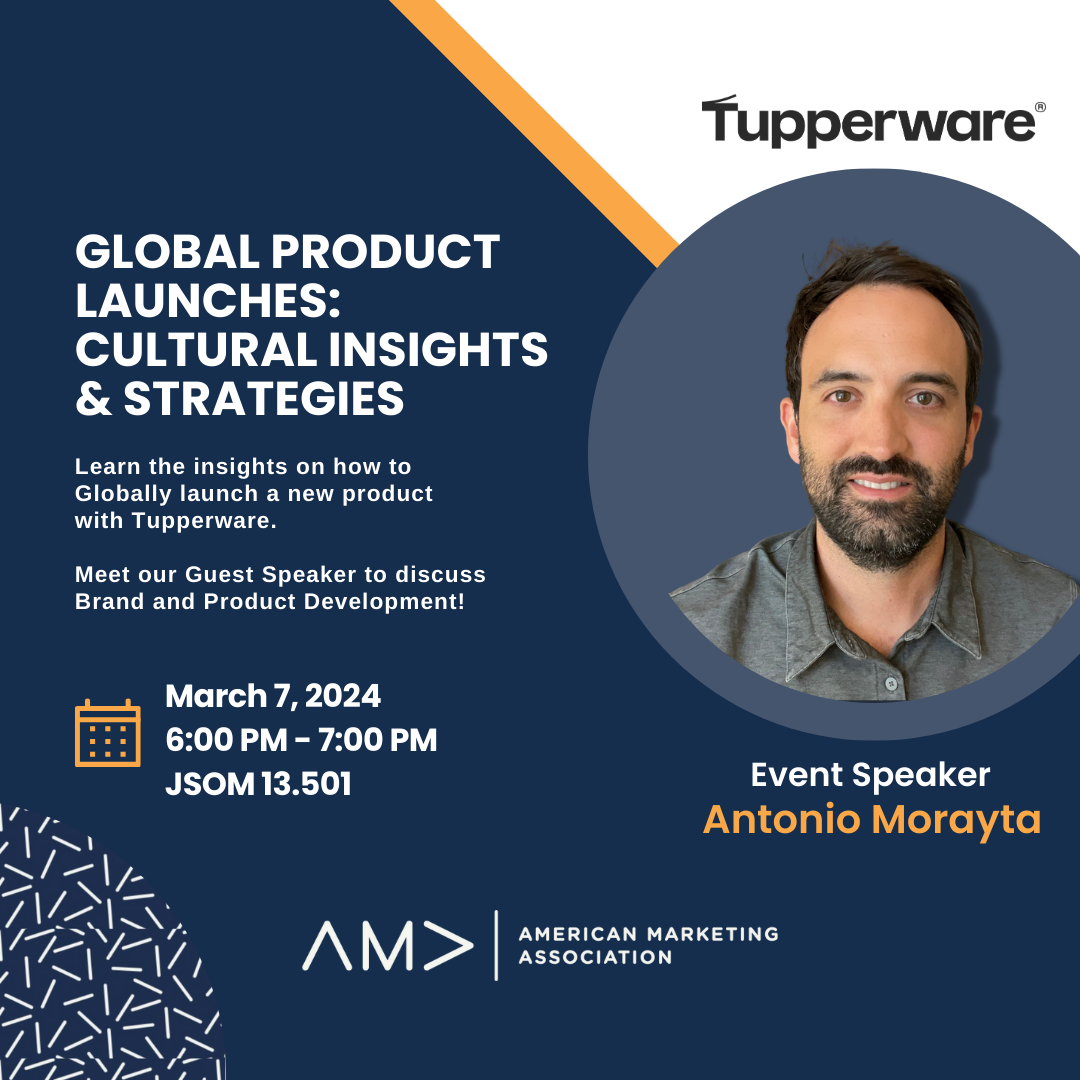 Tupperware®
GLOBAL PRODUCT
LAUNCHES:
CULTURAL INSIGHTS
& STRATEGIES
Learn the insights on how to
Globally launch a new product
with Tupperware.
Meet our Guest Speaker to discuss
Brand and Product Development!
March 7, 2024
6:00 PM - 7:00 PM
JSOM 13.501
Event Speaker
Antonio Morayta
AMA
AMERICAN MARKETING
ASSOCIATION